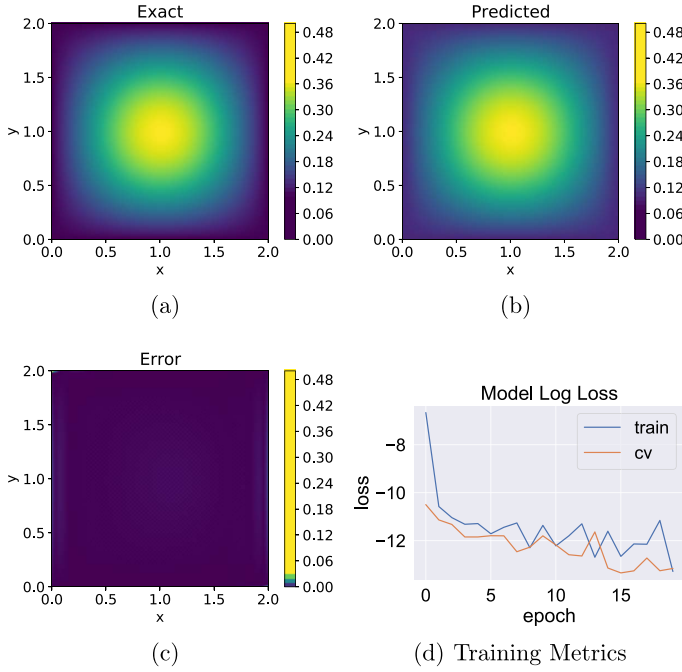 Exact
2.0
1.5
1.0
0.5
0.0
y
0.0 0.5 1.0 1.5 2.0
x
0.48
0.42
0.36
0.30
0.24
0.18
0.12
0.06
0.00
(a)
Predicted
2.0
1.5
1.0
0.5
0.0
y
0.0 0.5 1.0 1.5 2.0
x
0.48
0.42
0.36
0.30
0.24
0.18
0.12
0.06
0.00
(b)
Error
2.0
1.5
1.0
0.5
0.0
y
0.0 0.5 1.0 1.5 2.0
x
0.48
0.42
0.36
0.30
0.24
0.18
0.12
0.06
0.00
(c)
Model Log Loss
train
cv
−8
−10
−12
loss
0 5 10 15
epoch
(d) Training Metrics